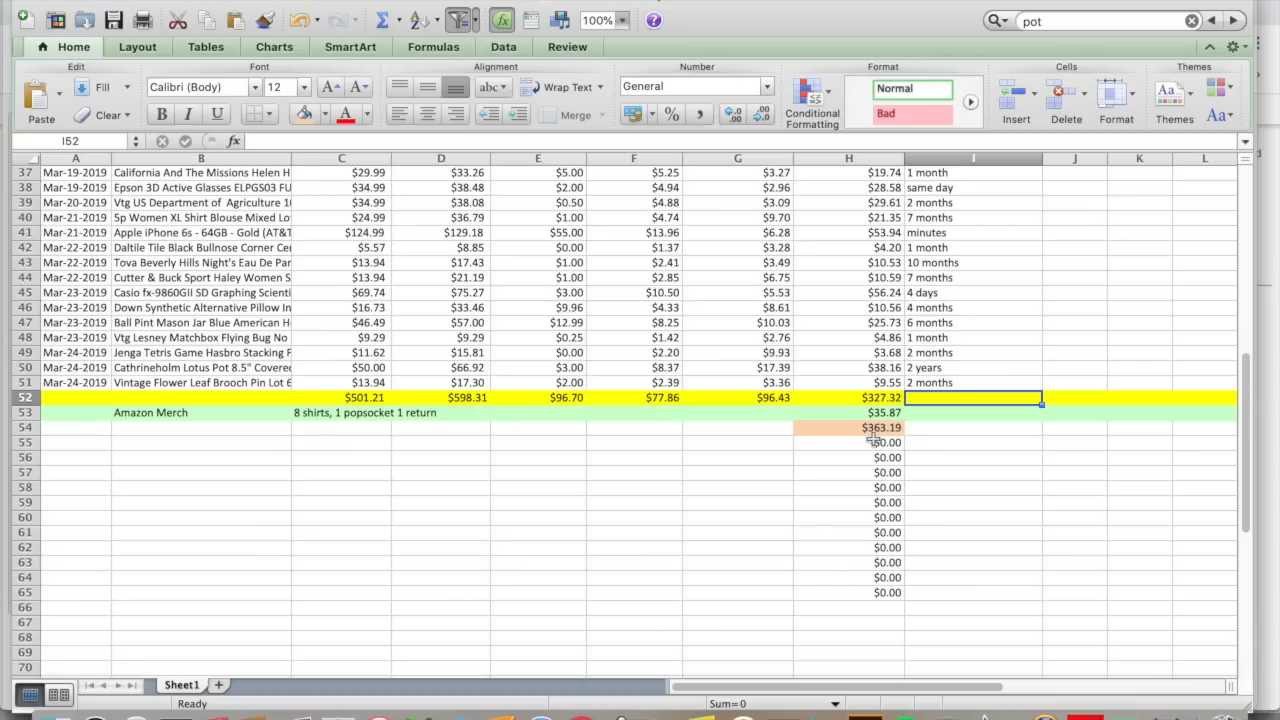 100%
pot
Home Layout Tables Charts SmartArt Formulas Data Review
Edit Font Alignment Number Format Cells Themes
Fill Calibri (Body) 12 A A abc Wrap Text General Normal
Paste Clear B I U A Merge % , .0 .00 .00 .0 Conditional Formatting Bad Insert Delete Format Themes Aa
I52 fx
A B C D E F G H I J K L
37 Mar-19-2019 California And The Missions Helen H $29.99 $33.26 $5.00 $5.25 $3.27 $19.74 1 month
38 Mar-19-2019 Epson 3D Active Glasses ELPGS03 FU $34.99 $38.48 $2.00 $4.94 $2.96 $28.58 same day
39 Mar-20-2019 Vtg US Department of Agriculture 1 $34.99 $38.08 $0.50 $4.88 $3.09 $29.61 2 months
40 Mar-21-2019 5p Women XL Shirt Blouse Mixed Lo $24.99 $36.79 $1.00 $4.74 $9.70 $21.35 7 months
41 Mar-21-2019 Apple iPhone 6s - 64GB - Gold (AT&T $124.99 $129.18 $55.00 $13.96 $6.28 $53.94 minutes
42 Mar-22-2019 Daltile Tile Black Bullnose Corner Cer $5.57 $8.85 $0.00 $1.37 $3.28 $4.20 1 month
43 Mar-22-2019 Tova Beverly Hills Night's Eau De Par $13.94 $17.43 $1.00 $2.41 $3.49 $10.53 10 months
44 Mar-22-2019 Cutter & Buck Sport Haley Women S $13.94 $21.19 $1.00 $2.85 $6.75 $10.59 7 months
45 Mar-23-2019 Casio fx-9860GII SD Graphing Scienti $69.74 $75.27 $3.00 $10.50 $5.53 $56.24 4 days
46 Mar-23-2019 Down Synthetic Alternative Pillow In $16.73 $33.46 $9.96 $4.33 $8.61 $10.56 4 months
47 Mar-23-2019 Ball Pint Mason Jar Blue American H $46.49 $57.00 $12.99 $8.25 $10.03 $25.73 6 months
48 Mar-23-2019 Vtg Lesney Matchbox Flying Bug No $9.29 $9.29 $0.25 $1.42 $2.76 $4.86 1 month
49 Mar-24-2019 Jenga Tetris Game Hasbro Stacking F $11.62 $15.81 $0.00 $2.20 $9.93 $3.68 2 months
50 Mar-24-2019 Cathrineholm Lotus Pot 8.5" Covered $50.00 $66.92 $3.00 $8.37 $17.39 $38.16 2 years
51 Mar-24-2019 Vintage Flower Leaf Brooch Pin Lot 6 $13.94 $17.30 $2.00 $2.39 $3.36 $9.55 2 months
52 $501.21 $598.31 $96.70 $77.86 $96.43 $327.32
53 Amazon Merch 8 shirts, 1 popsocket 1 return $35.87
54 $363.19
55 $0.00
56 $0.00
57 $0.00
58 $0.00
59 $0.00
60 $0.00
61 $0.00
62 $0.00
63 $0.00
64 $0.00
65 $0.00
66
67
68
69
70
Sheet1
Ready Sum=0